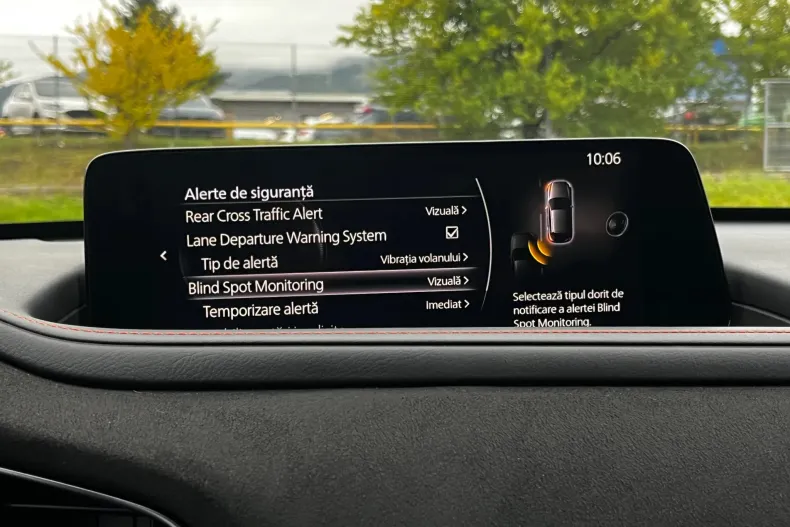 10:06
Alerte de siguranță
Rear Cross Traffic Alert Vizuală
Lane Departure Warning System
Tip de alertă Vibrația volanului
Blind Spot Monitoring Vizuală
Temporizare alertă Imediat
Selectează tipul dorit de
notificare a alertei Blind
Spot Monitoring.